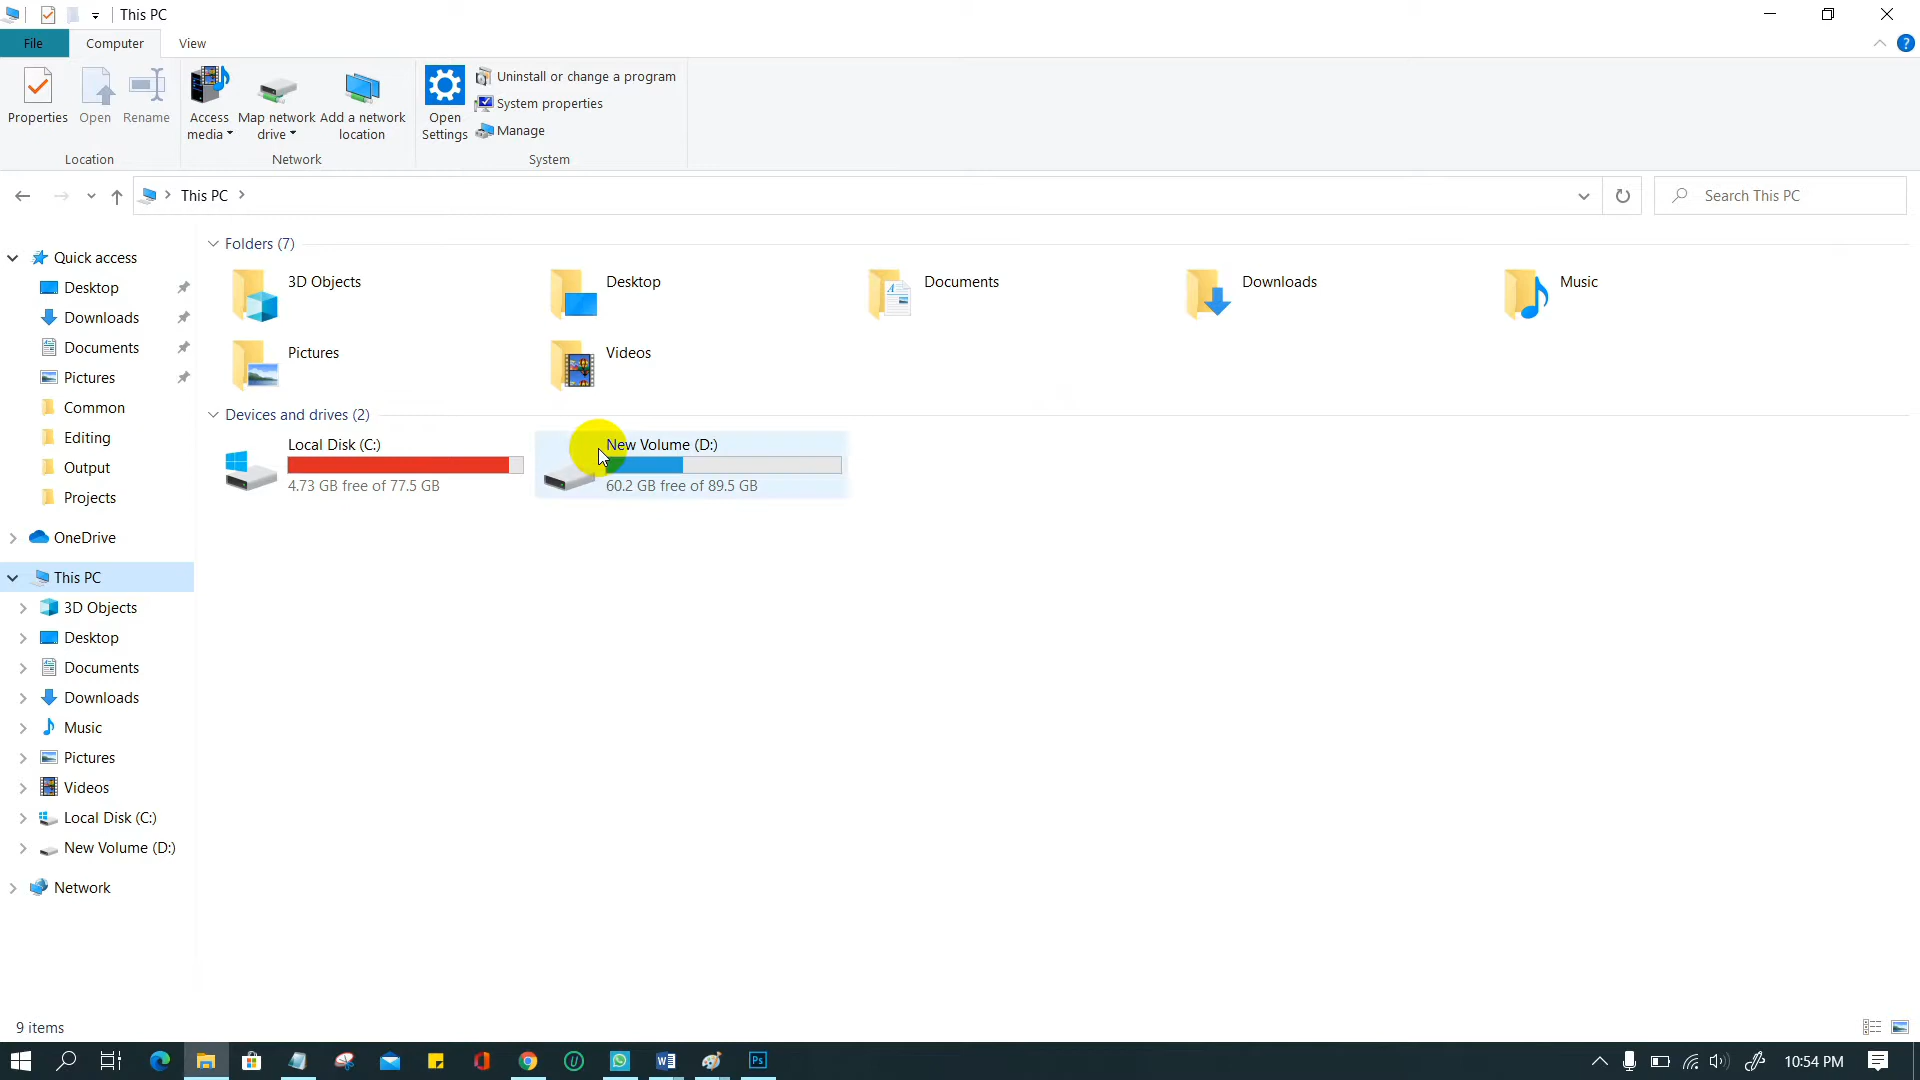 This PC
File
Computer
View
Properties
Open
Rename
Access media
Map network drive
Add a network location
Open Settings
Uninstall or change a program
System properties
Manage
Location
Network
System
This PC
Search This PC
Quick access
Desktop
Downloads
Documents
Pictures
Common
Editing
Output
Projects
OneDrive
This PC
3D Objects
Desktop
Documents
Downloads
Music
Pictures
Videos
Local Disk (C:)
New Volume (D:)
Network
Folders (7)
3D Objects
Desktop
Documents
Downloads
Music
Pictures
Videos
Devices and drives (2)
Local Disk (C:)
4.73 GB free of 77.5 GB
New Volume (D:)
60.2 GB free of 89.5 GB
9 items
Ps
10:54 PM